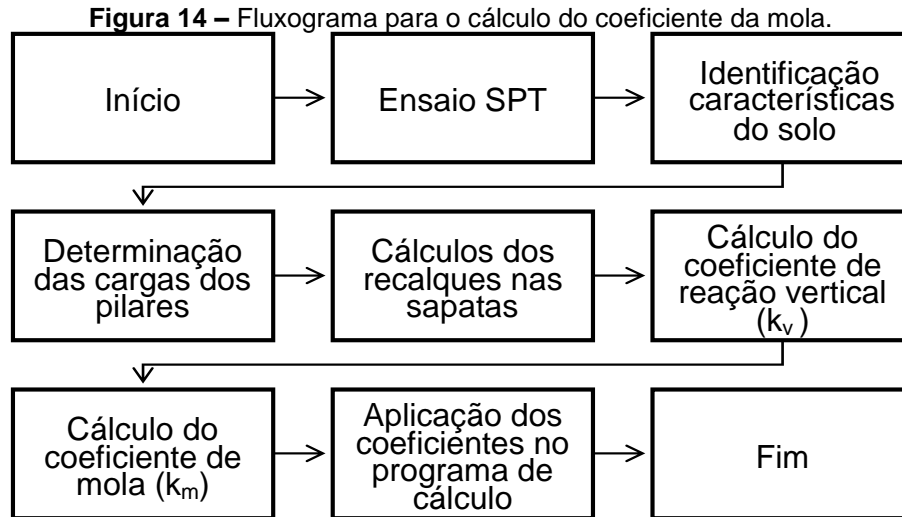 Figura 14 – Fluxograma para o cálculo do coeficiente da mola.
Início
Ensaio SPT
Identificação
características
do solo
Determinação
das cargas dos
pilares
Cálculos dos
recalques nas
sapatas
Cálculo do
coeficiente de
reação vertical
(kᵥ)
Cálculo do
coeficiente de
mola (kₘ)
Aplicação dos
coeficientes no
programa de
cálculo
Fim